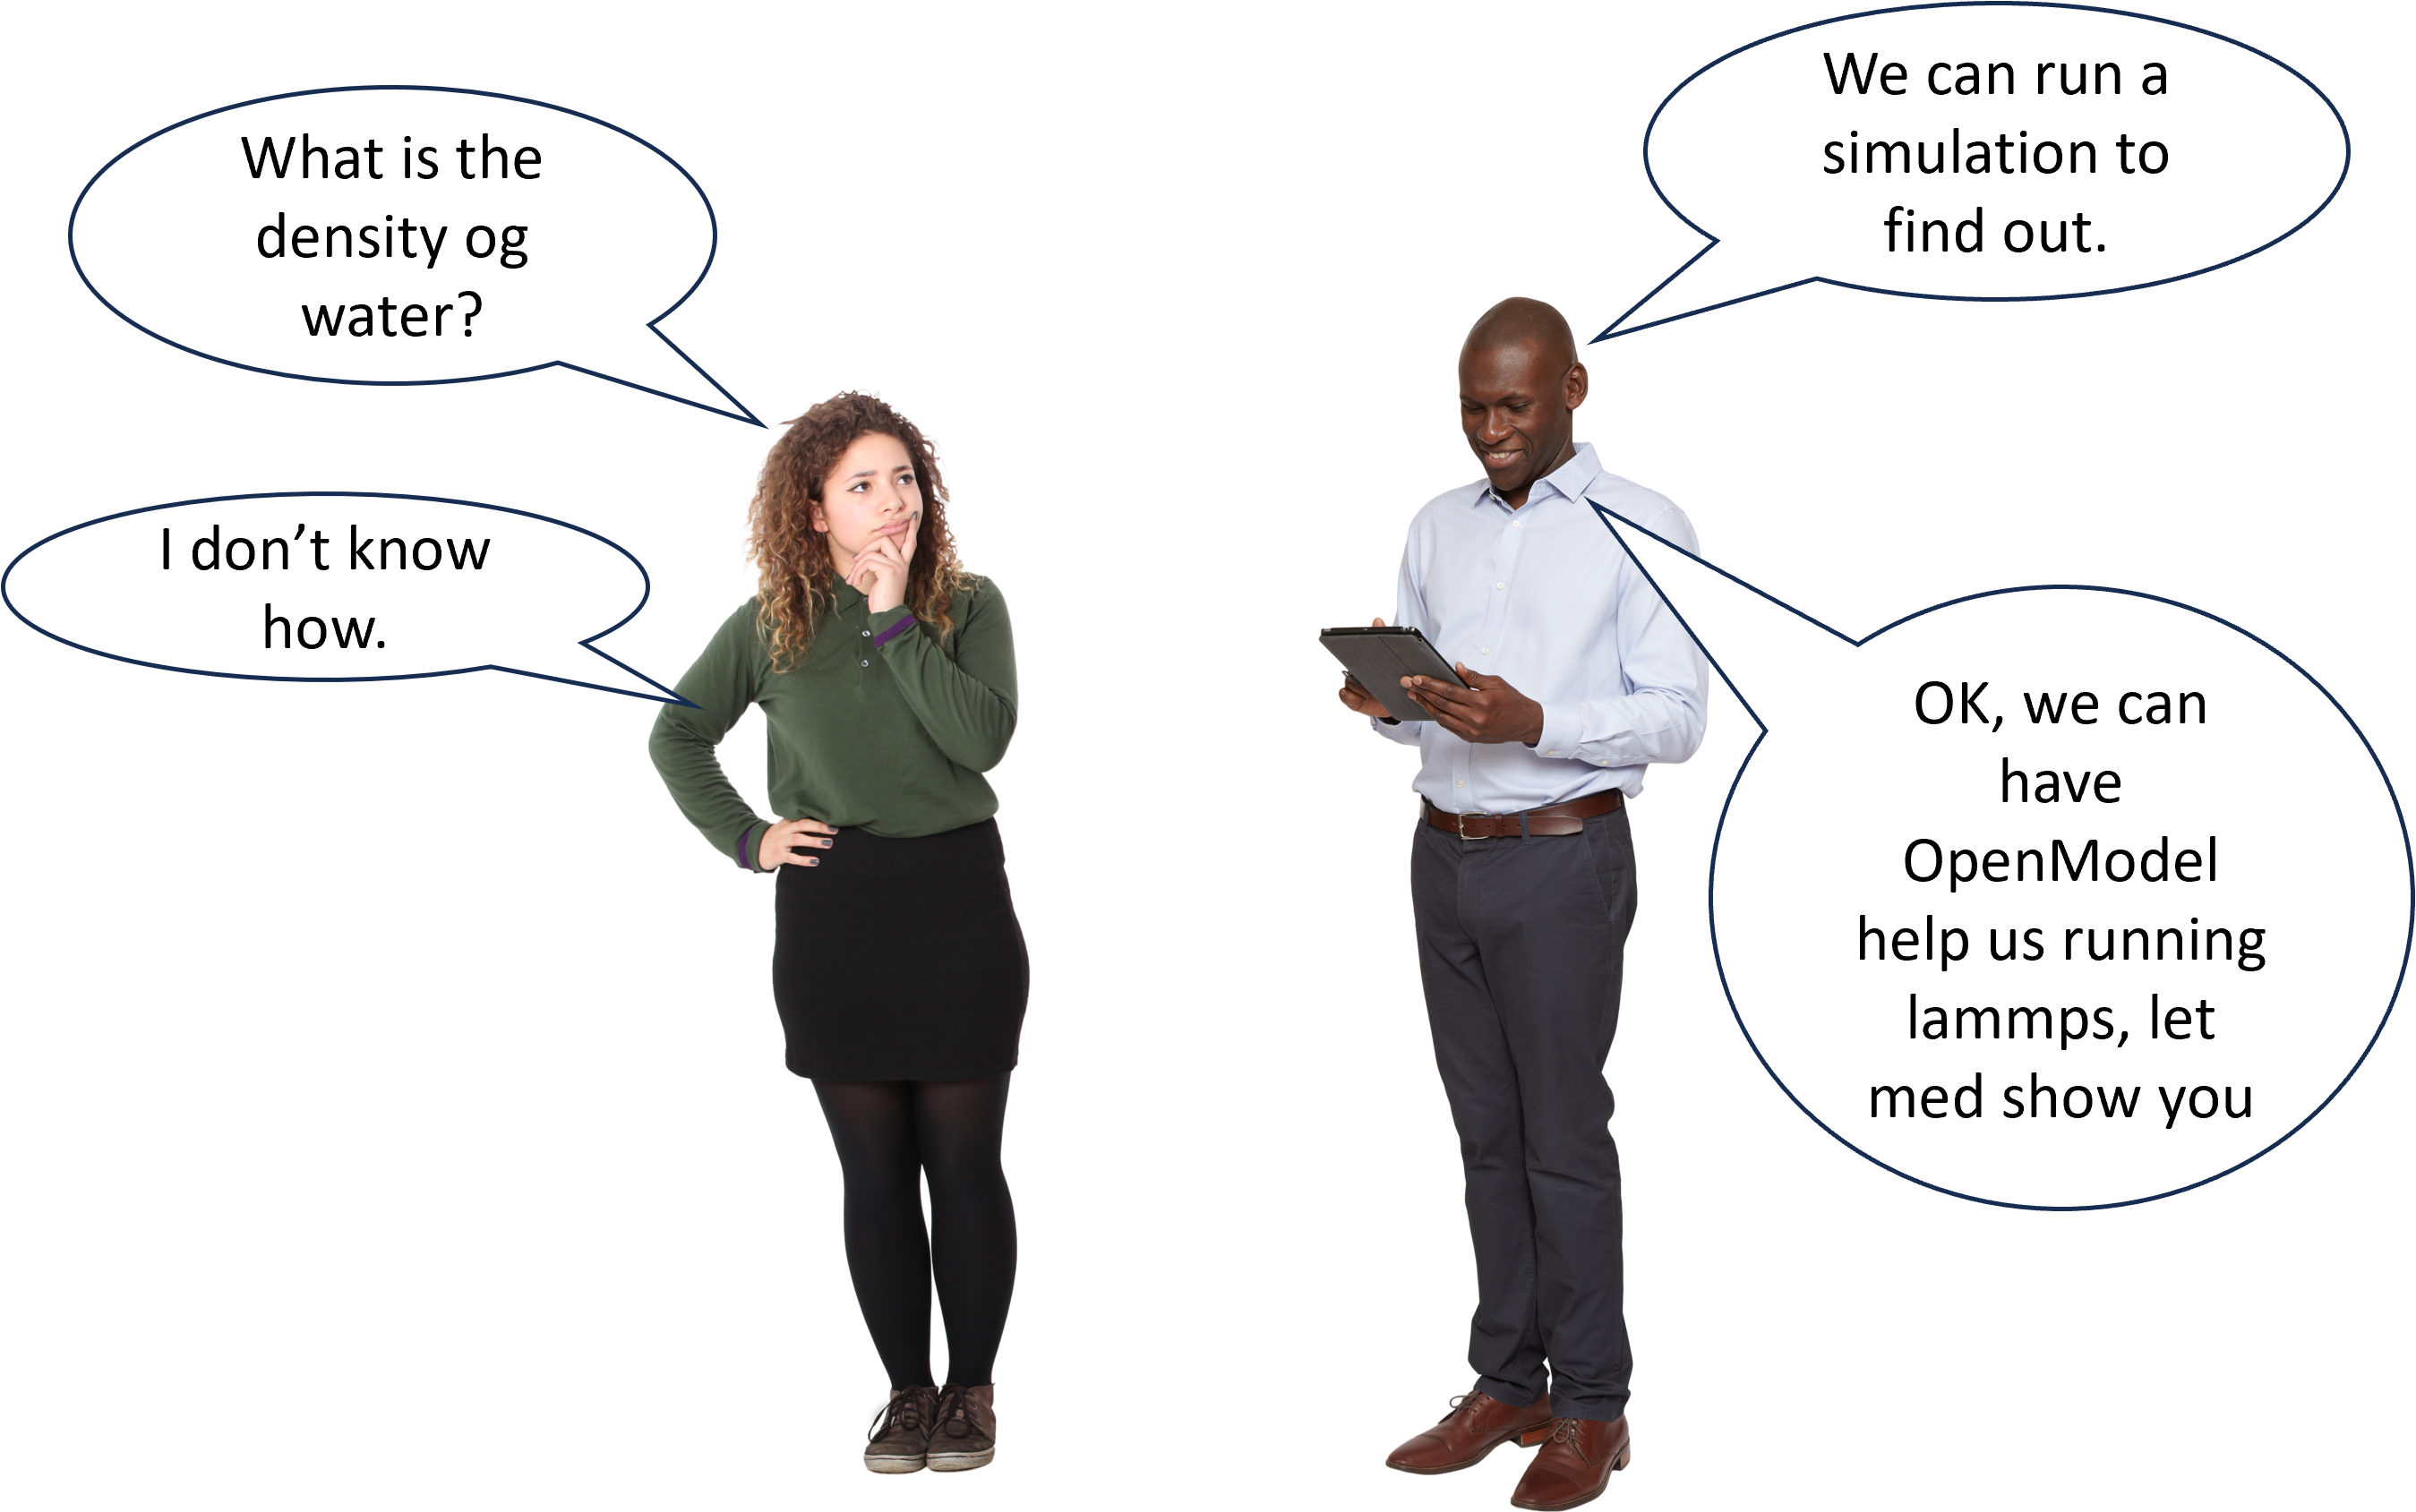 What is the
density og
water?
We can run a
simulation to
find out.
I don’t know
how.
OK, we can
have
OpenModel
help us running
lammps, let
med show you